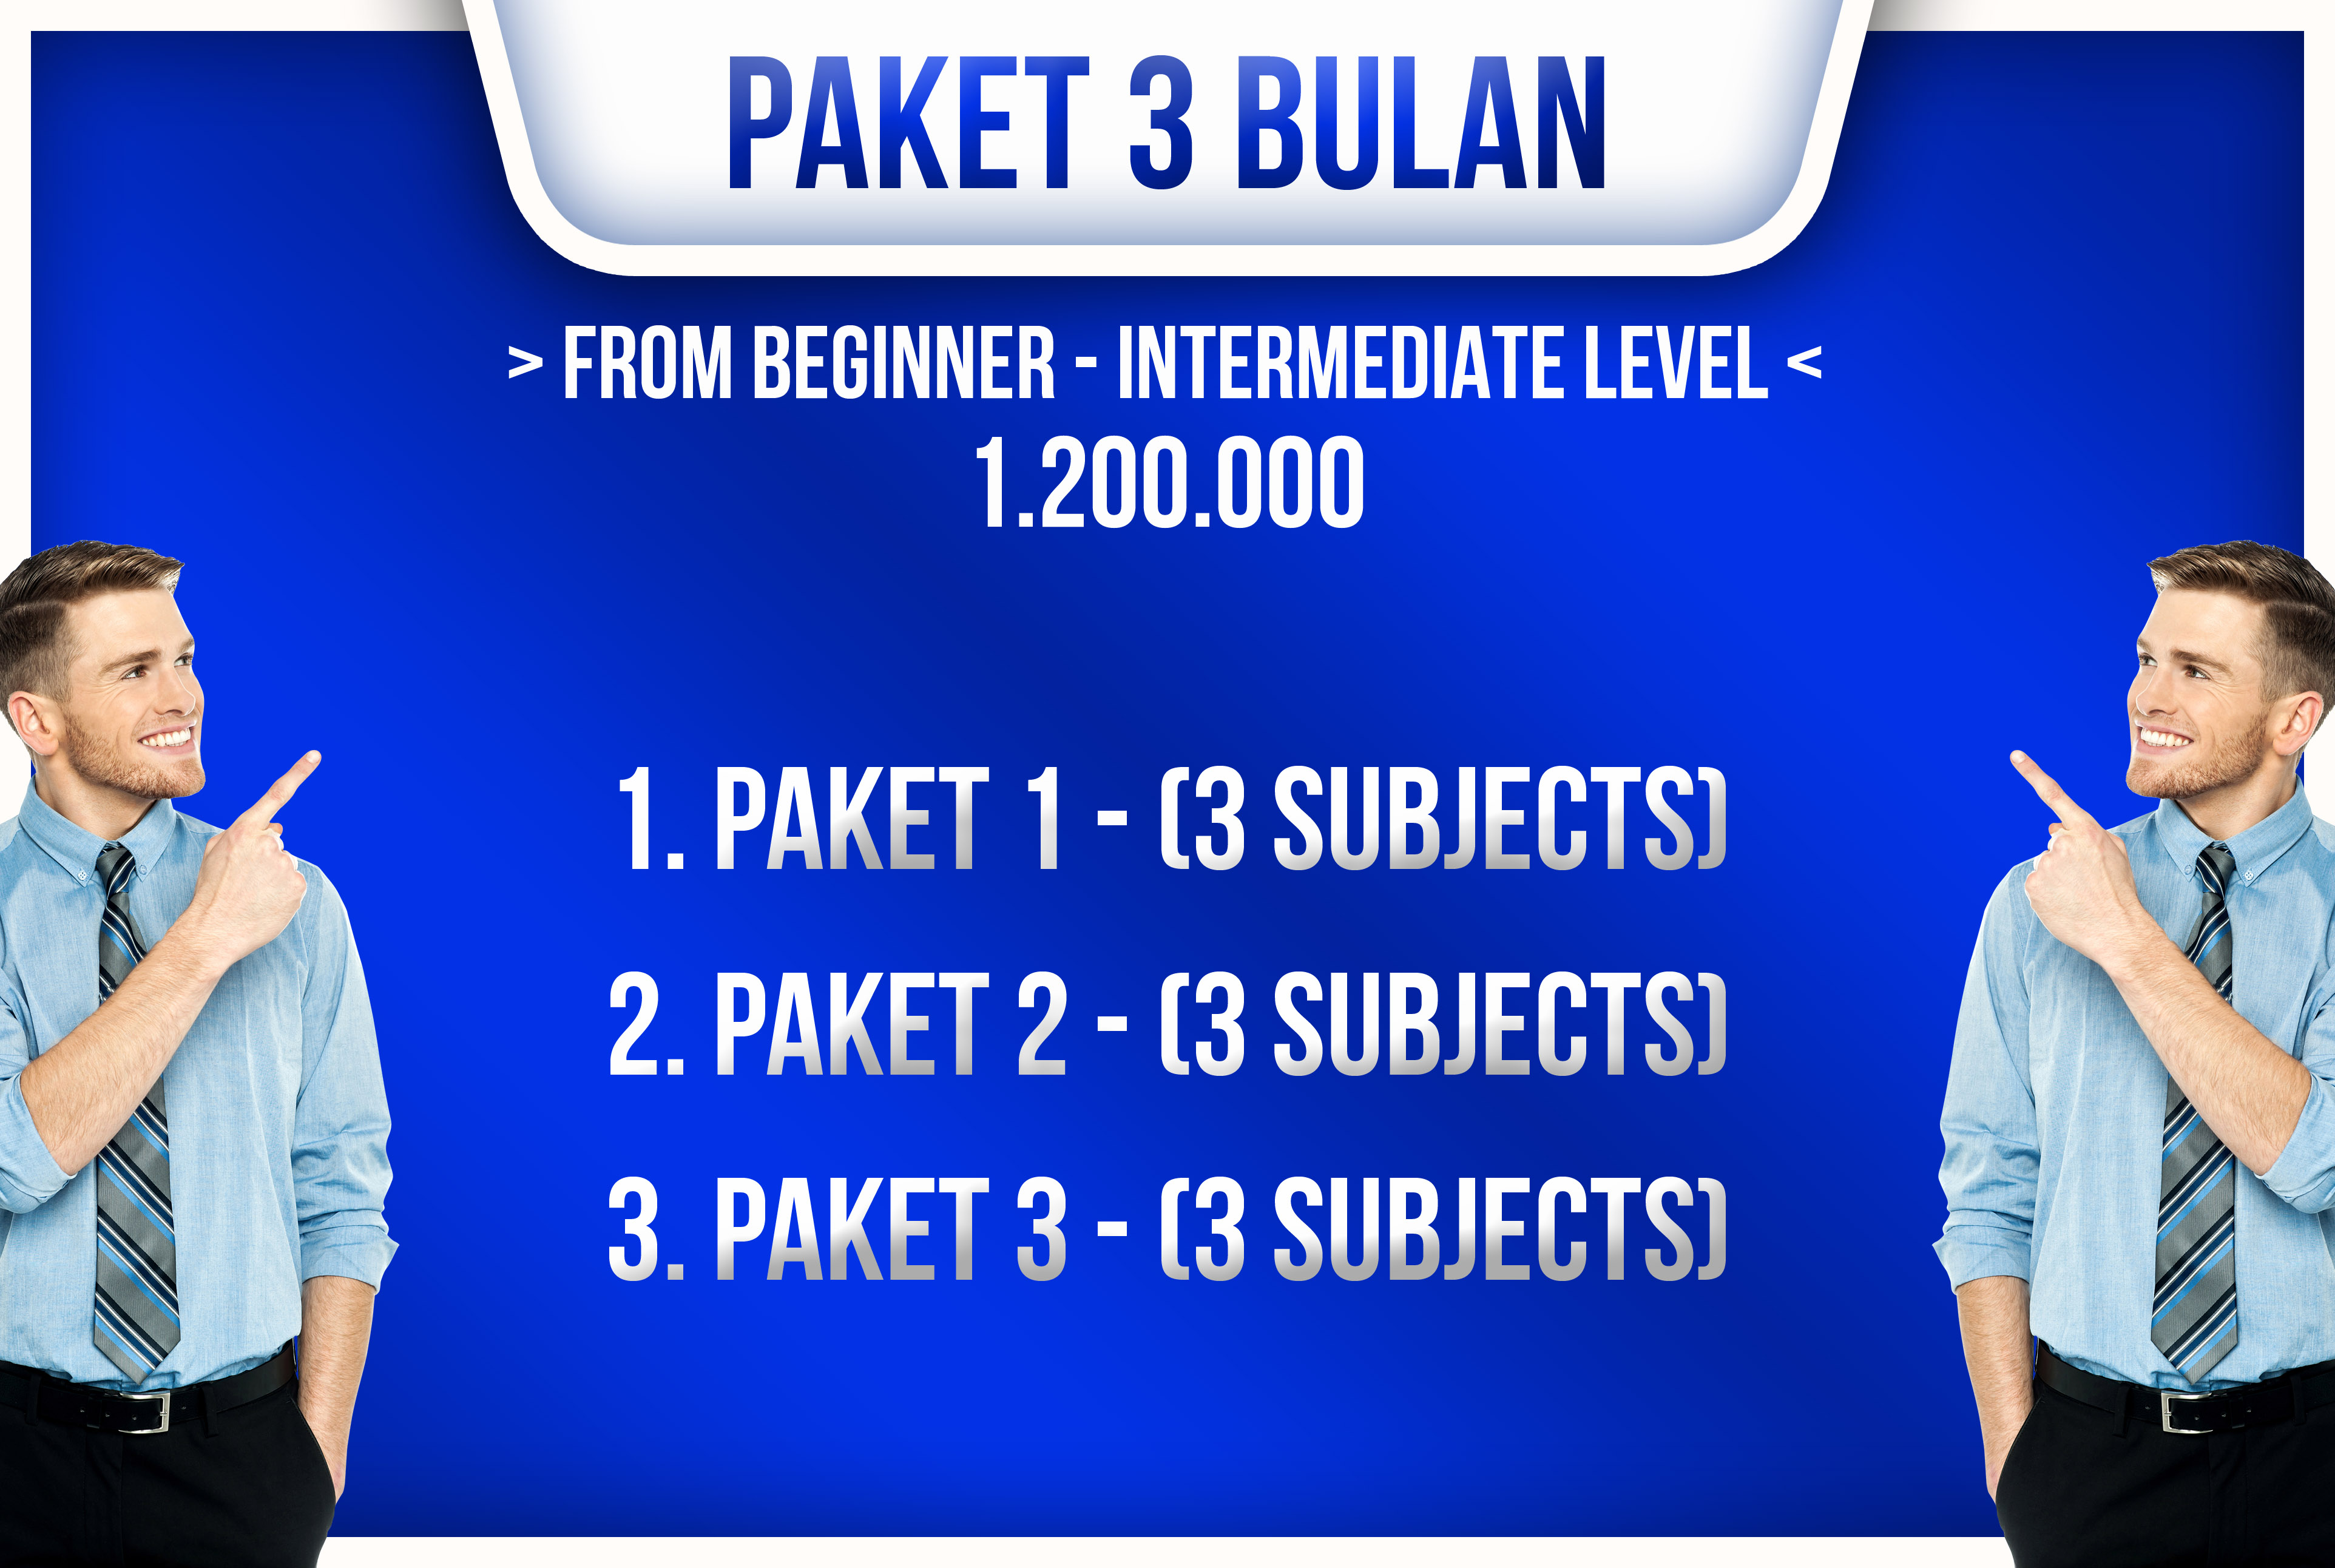 PAKET 3 BULAN
> FROM BEGINNER - INTERMEDIATE LEVEL <
1.200.000
1. PAKET 1 - (3 SUBJECTS)
2. PAKET 2 - (3 SUBJECTS)
3. PAKET 3 - (3 SUBJECTS)